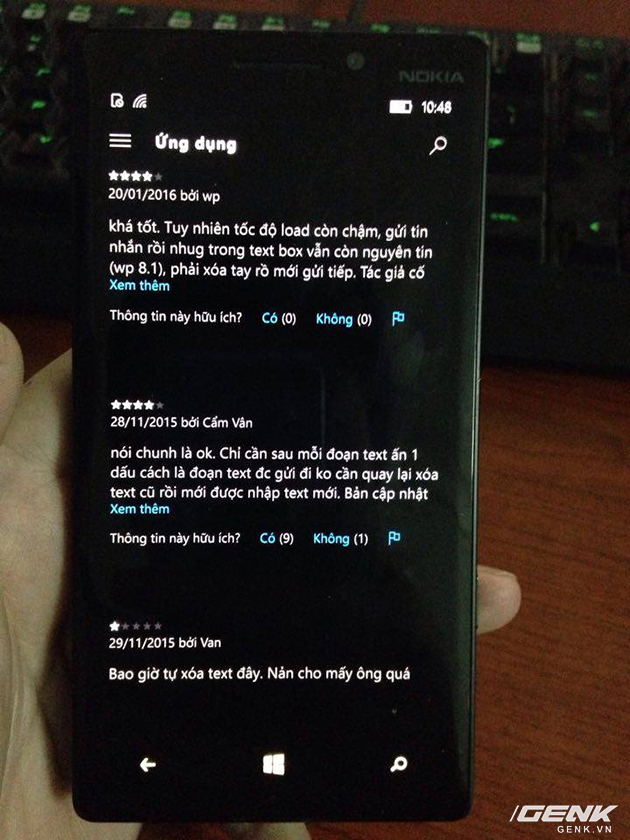 NOKIA
10:48
Ứng dụng
20/01/2016 bởi wp
khá tốt. Tuy nhiên tốc độ load còn chậm, gửi tin
nhắn rồi nhug trong text box vẫn còn nguyên tin
(wp 8.1), phải xóa tay rồ mới gửi tiếp. Tác giả cố
Xem thêm
Thông tin này hữu ích? Có (0) Không (0)
28/11/2015 bởi Cẩm Vân
nói chunh là ok. Chỉ cần sau mỗi đoạn text ấn 1
dấu cách là đoạn text đc gửi đi ko cần quay lại xóa
text cũ rồi mới được nhập text mới. Bản cập nhật
Xem thêm
Thông tin này hữu ích? Có (9) Không (1)
29/11/2015 bởi Van
Bao giờ tự xóa text đây. Nản cho mấy ông quá
GENK
GENK.VN